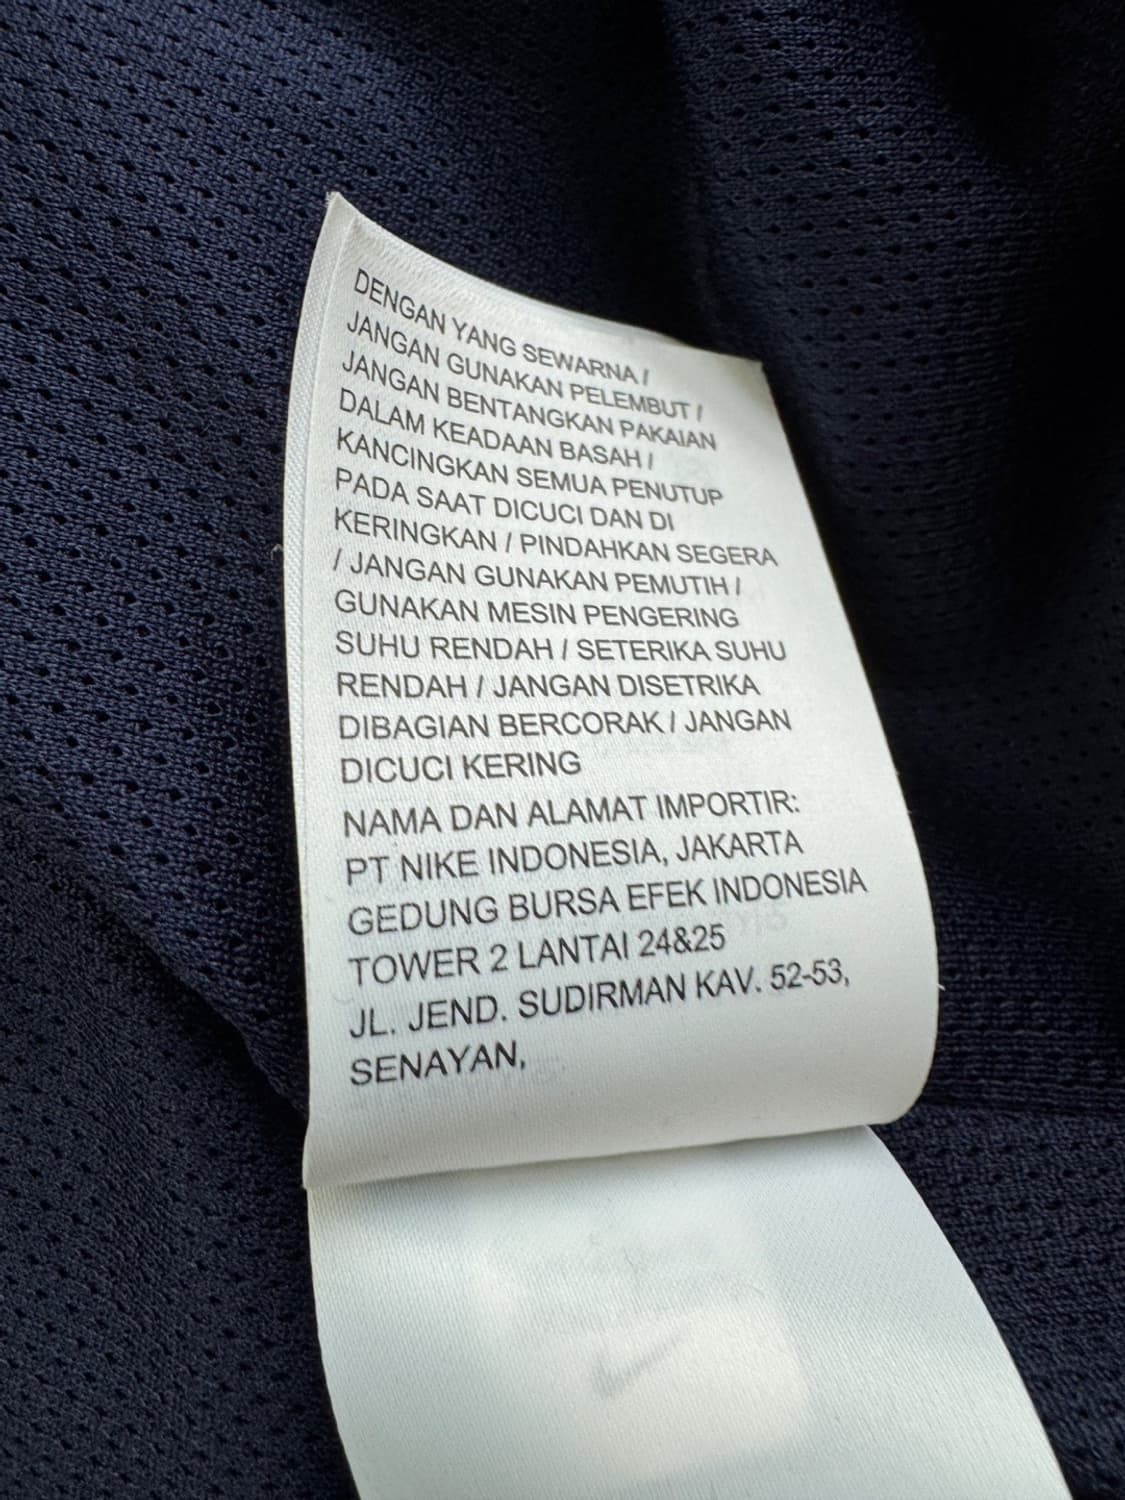 DENGAN YANG SEWARNA /
JANGAN GUNAKAN PELEMBUT /
JANGAN BENTANGKAN PAKAIAN
DALAM KEADAAN BASAH /
KANCINGKAN SEMUA PENUTUP
PADA SAAT DICUCI DAN DI
KERINGKAN / PINDAHKAN SEGERA
/ JANGAN GUNAKAN PEMUTIH /
GUNAKAN MESIN PENGERING
SUHU RENDAH / SETERIKA SUHU
RENDAH / JANGAN DISETRIKA
DIBAGIAN BERCORAK / JANGAN
DICUCI KERING
NAMA DAN ALAMAT IMPORTIR:
PT NIKE INDONESIA, JAKARTA
GEDUNG BURSA EFEK INDONESIA
TOWER 2 LANTAI 24&25
JL. JEND. SUDIRMAN KAV. 52-53,
SENAYAN,